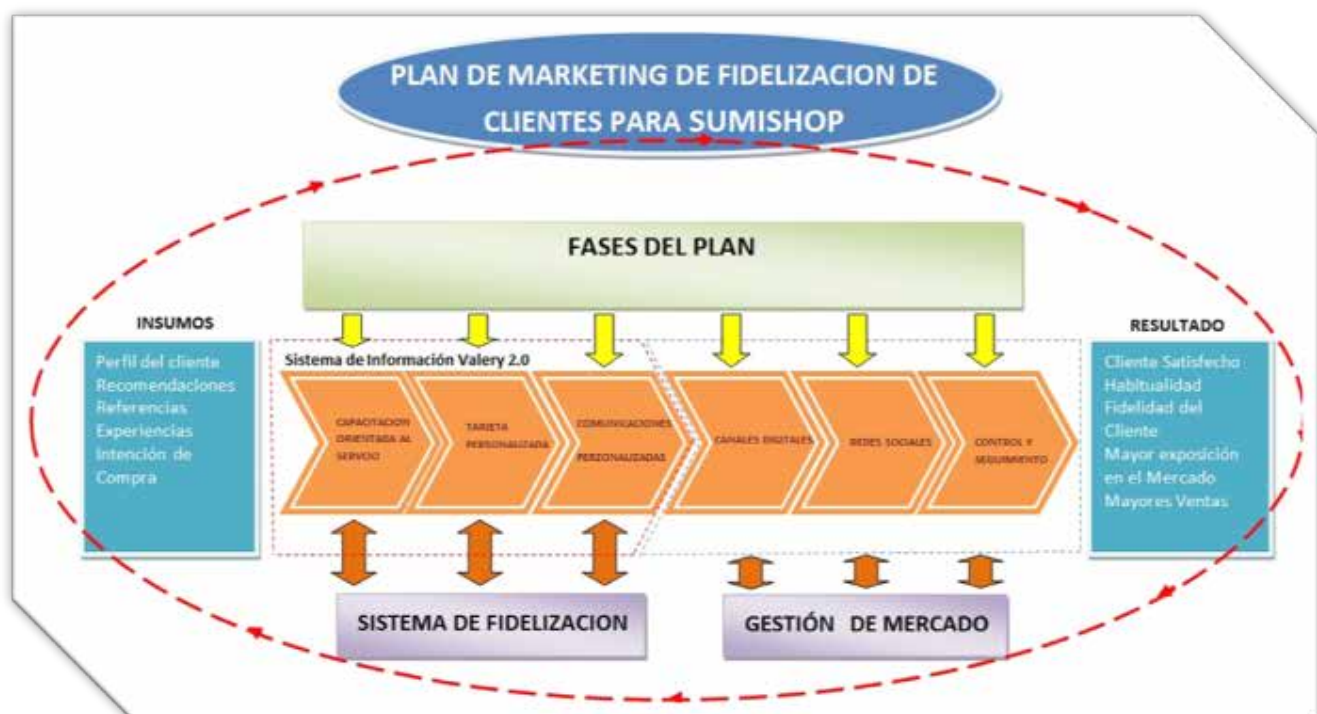 PLAN DE MARKETING DE FIDELIZACION DE
CLIENTES PARA SUMISHOP
FASES DEL PLAN
INSUMOS
Perfil del cliente
Recomendaciones
Referencias
Experiencias
Intención de
Compra
Sistema de Información Valery 2.0
CAPACITACION
ORIENTADA AL
SERVCIO
TARJETA
PERSONALIZADA
COMUNICACIONES
PERZONALIZADAS
CANALES DIGITALES
REDES SOCIALES
CONTROL Y
SEGUIMIENTO
RESULTADO
Cliente Satisfecho
Habitualidad
Fidelidad del
Cliente
Mayor exposición
en el Mercado
Mayores Ventas
SISTEMA DE FIDELIZACION
GESTIÓN DE MERCADO